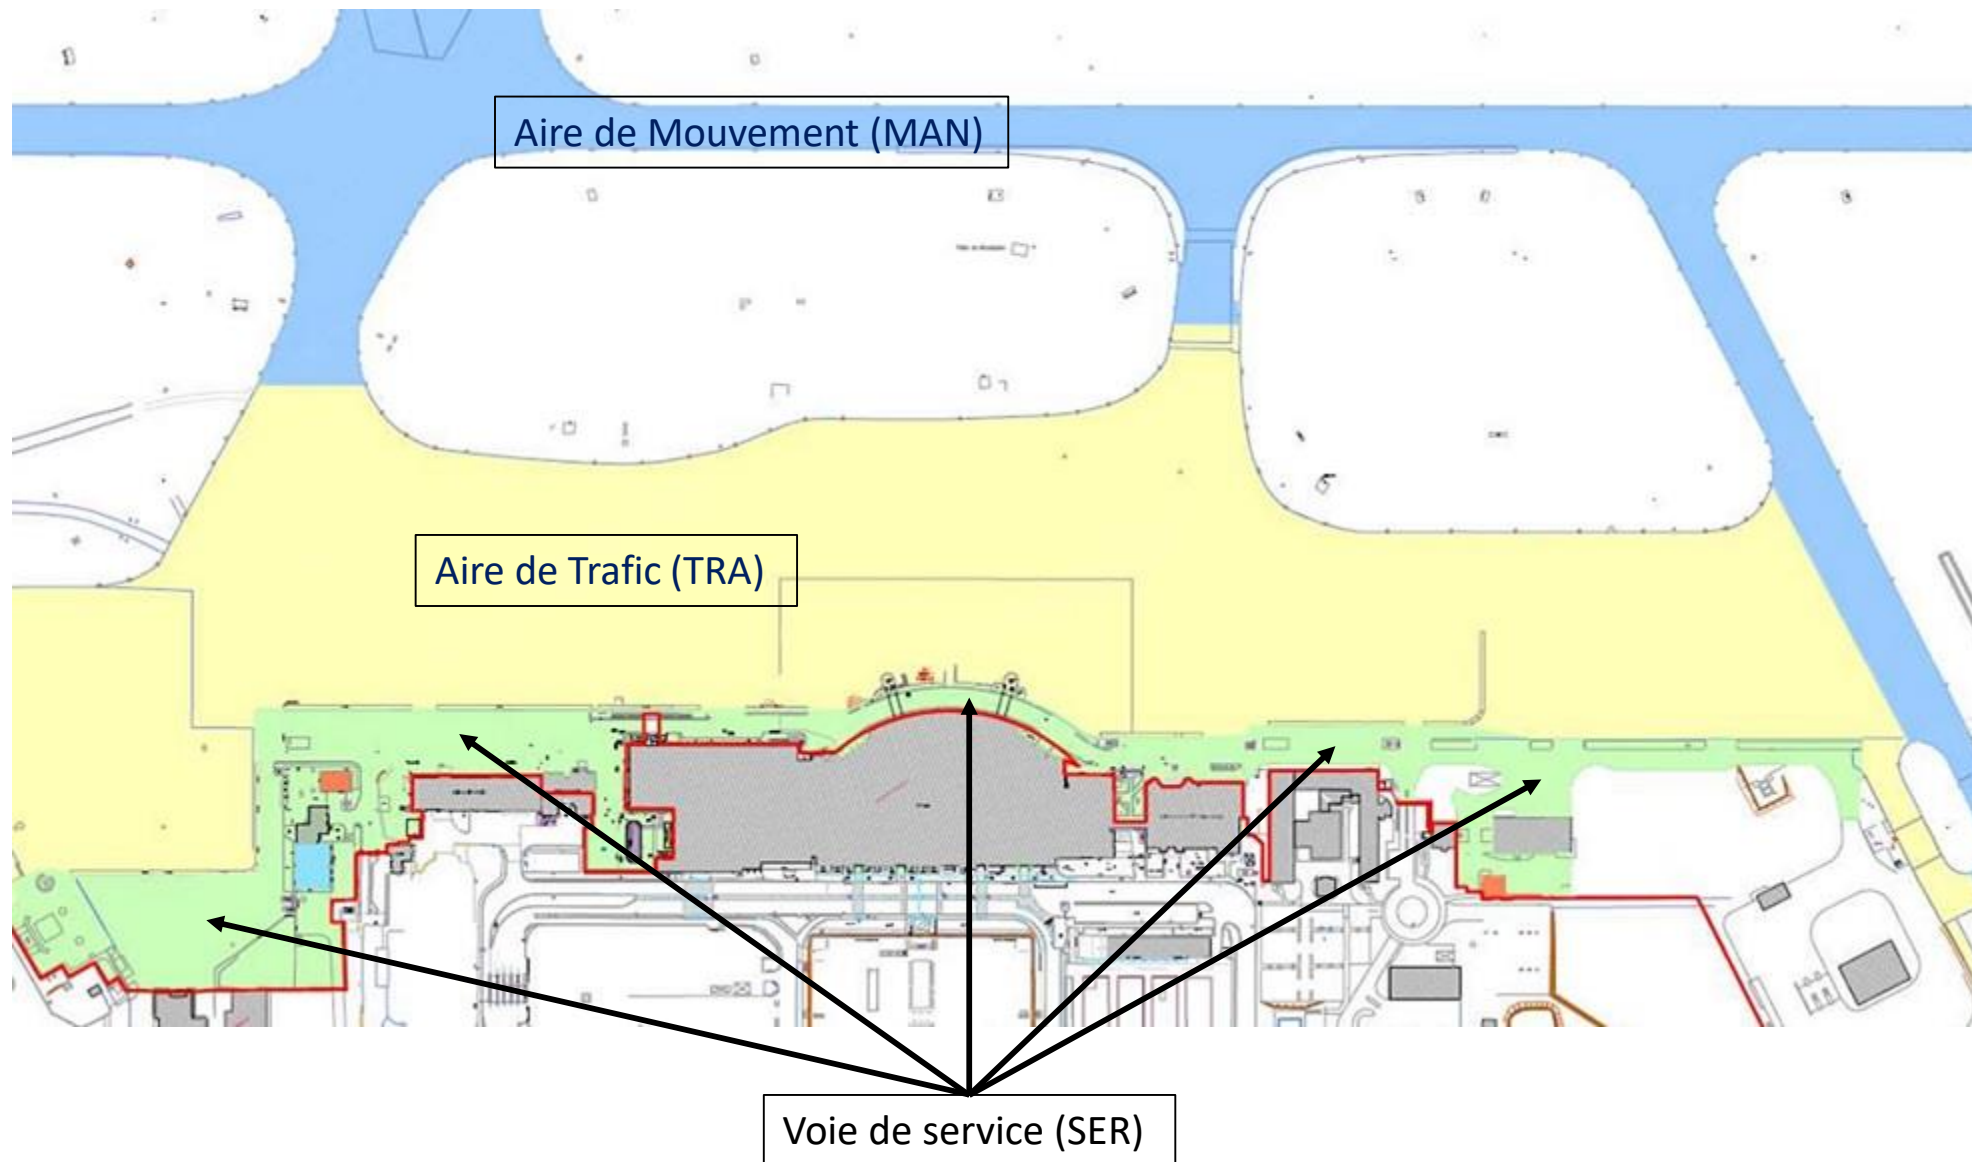 Aire de Mouvement (MAN)
Aire de Trafic (TRA)
Voie de service (SER)